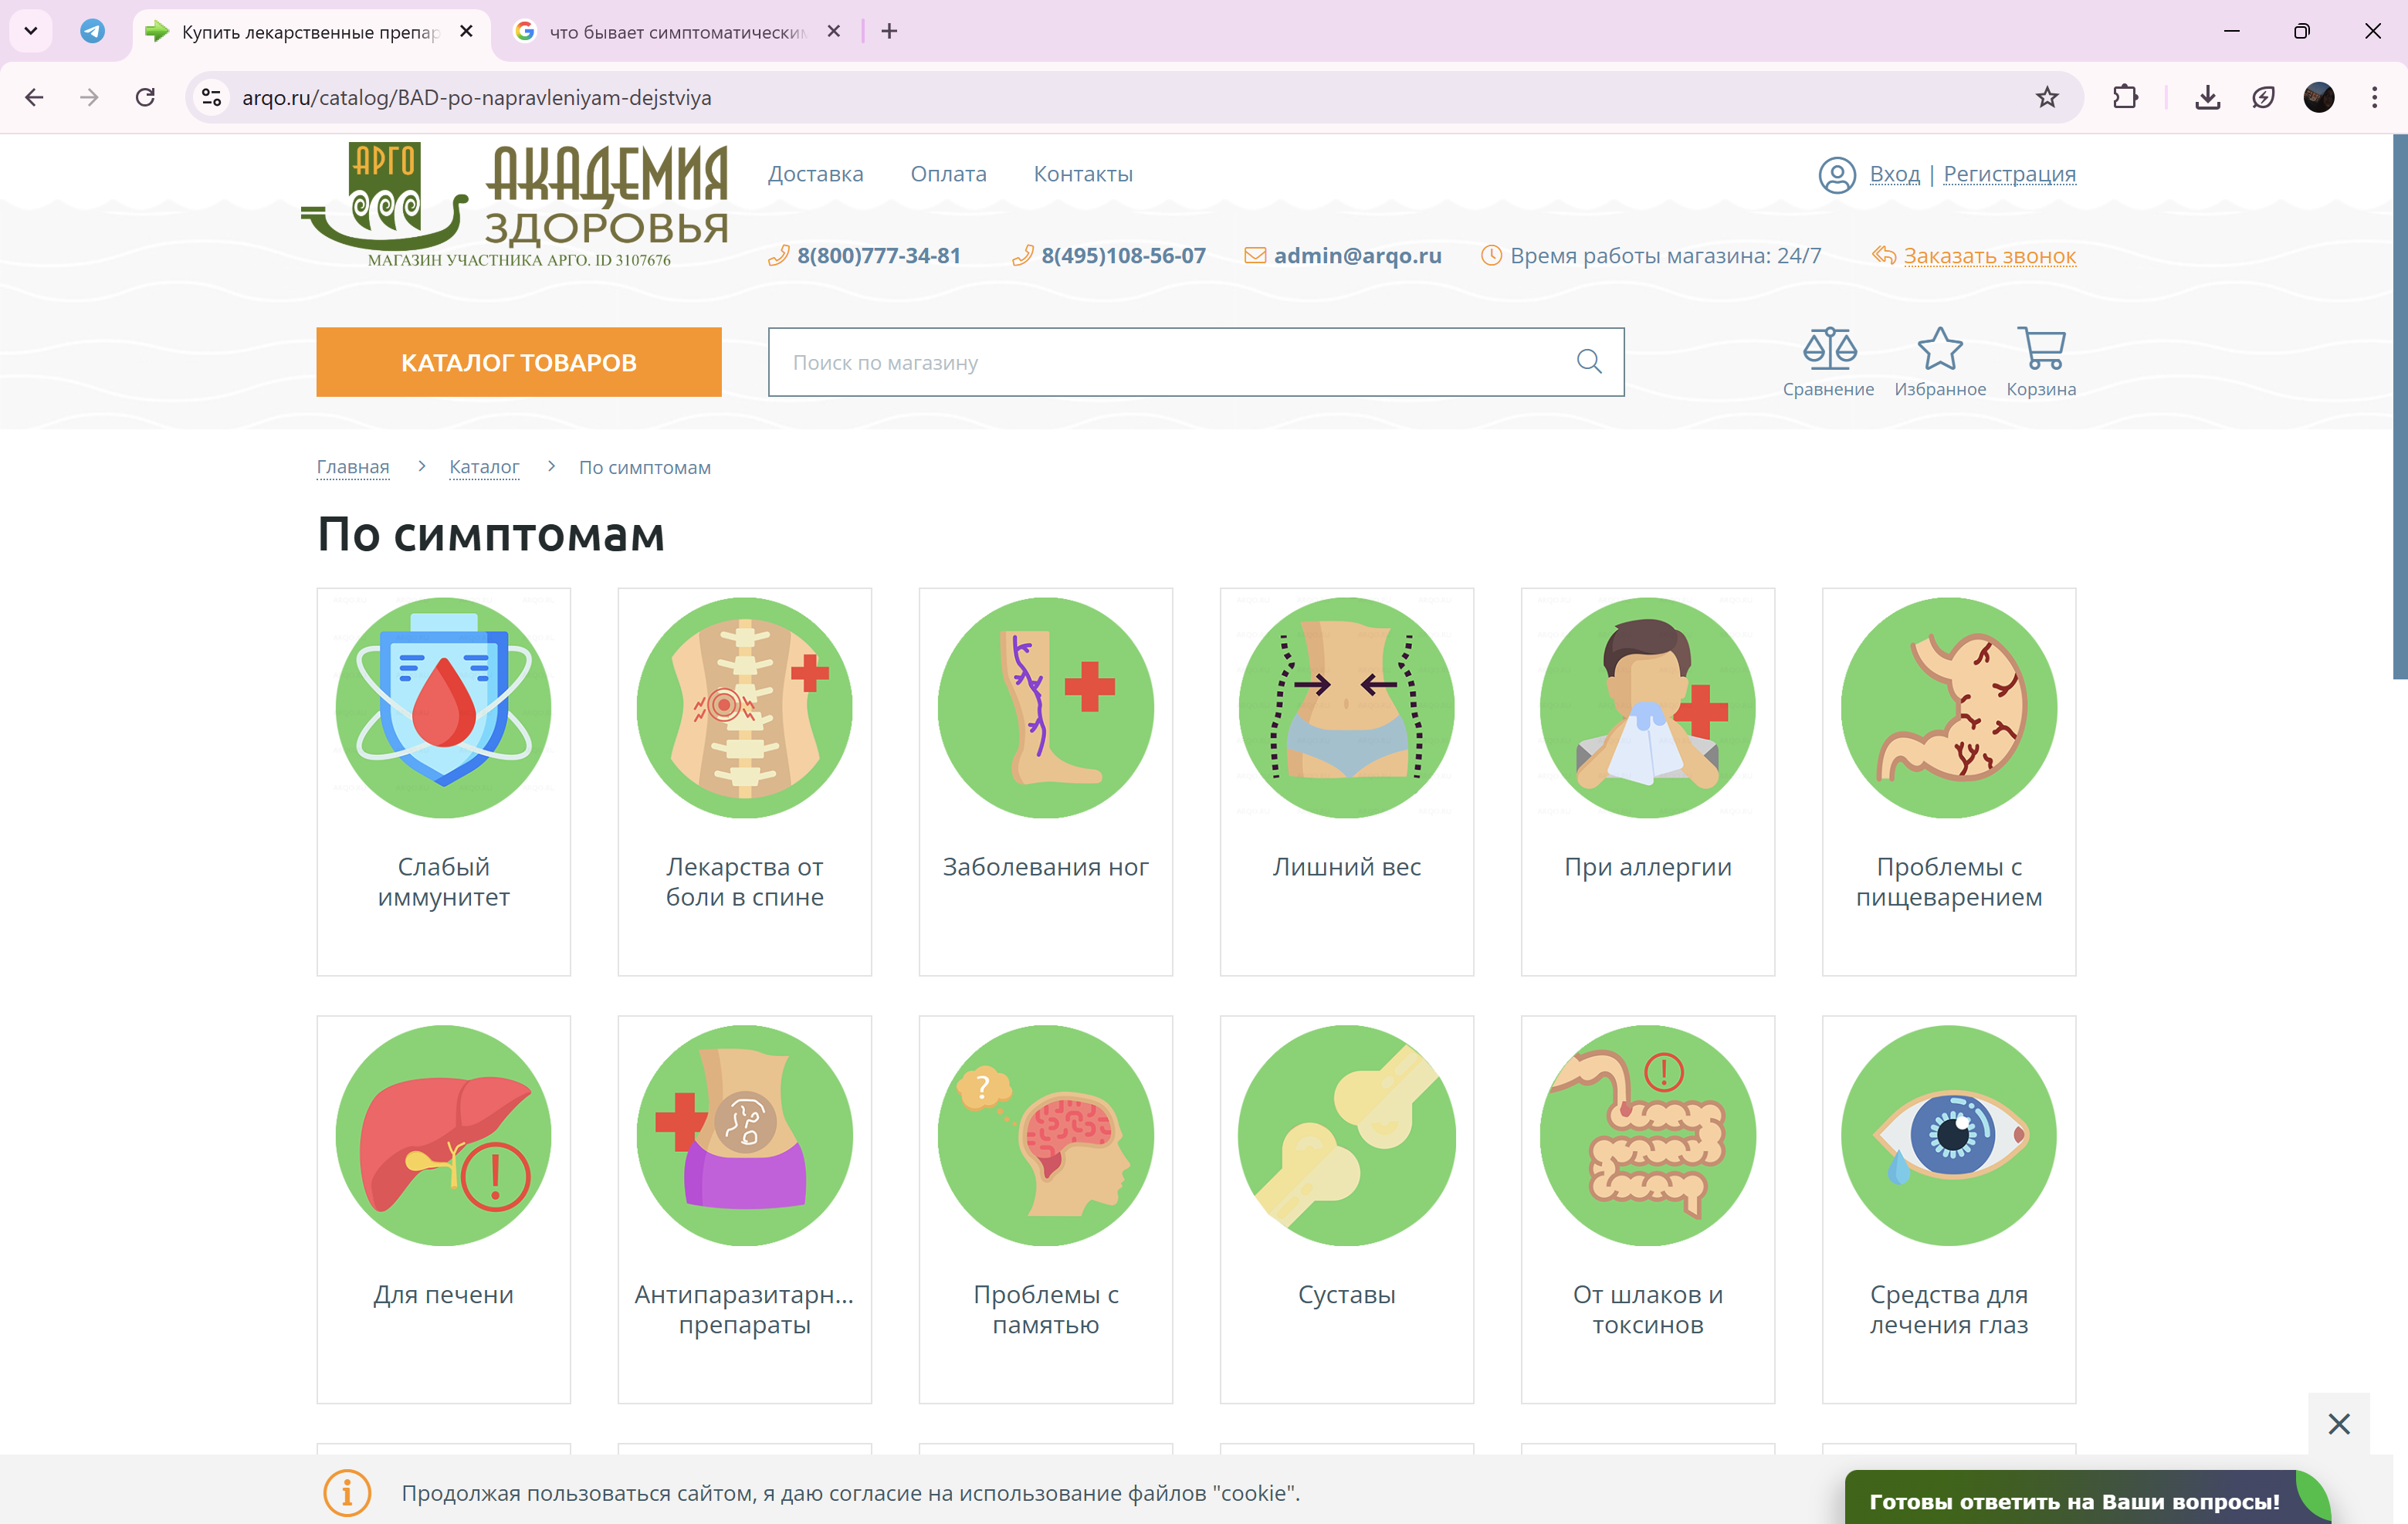 Купить лекарственные препар
что бывает симптоматическим
arqo.ru/catalog/BAD-po-napravleniyam-dejstviya
АРГО
АКАДЕМИЯ
ЗДОРОВЬЯ
МАГАЗИН УЧАСТНИКА АРГО. ID 3107676
Доставка Оплата Контакты
Вход | Регистрация
8(800)777-34-81 8(495)108-56-07 admin@arqo.ru Время работы магазина: 24/7 Заказать звонок
КАТАЛОГ ТОВАРОВ
Поиск по магазину
Сравнение Избранное Корзина
Главная > Каталог > По симптомам
По симптомам
Слабый
иммунитет
Лекарства от
боли в спине
Заболевания ног
Лишний вес
При аллергии
Проблемы с
пищеварением
?
Для печени
Антипаразитарн...
препараты
Проблемы с
памятью
Суставы
От шлаков и
токсинов
Средства для
лечения глаз
Продолжая пользоваться сайтом, я даю согласие на использование файлов "cookie".
Готовы ответить на Ваши вопросы!